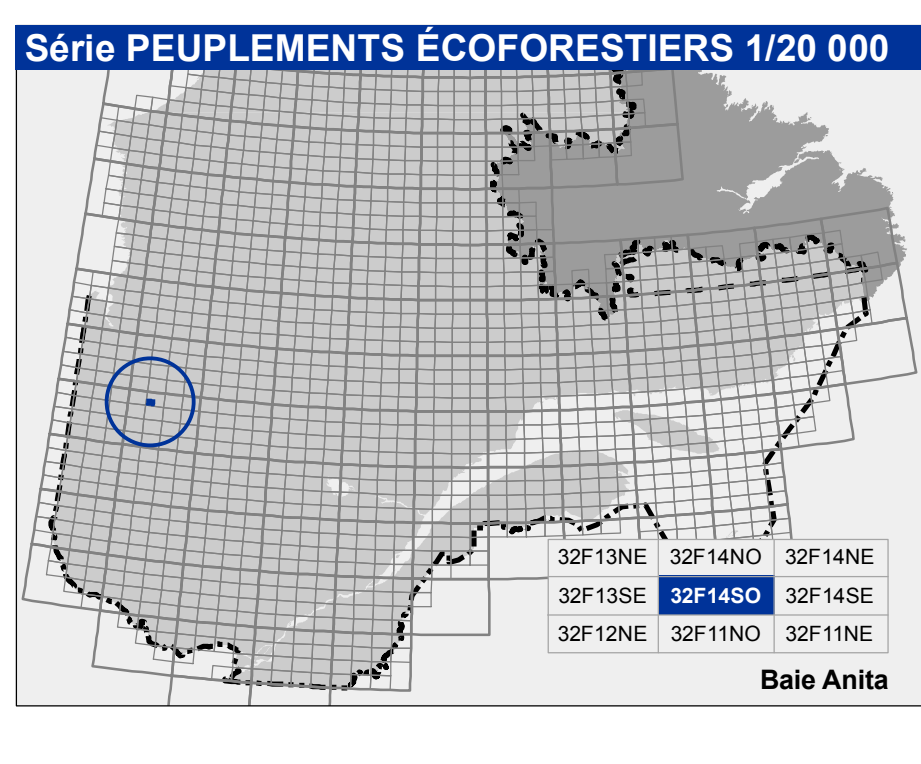 Série PEUPLEMENTS ÉCOFORESTIERS 1/20 000
32F13NE 32F14NO 32F14NE
32F13SE 32F14SO 32F14SE
32F12NE 32F11NO 32F11NE
Baie Anita